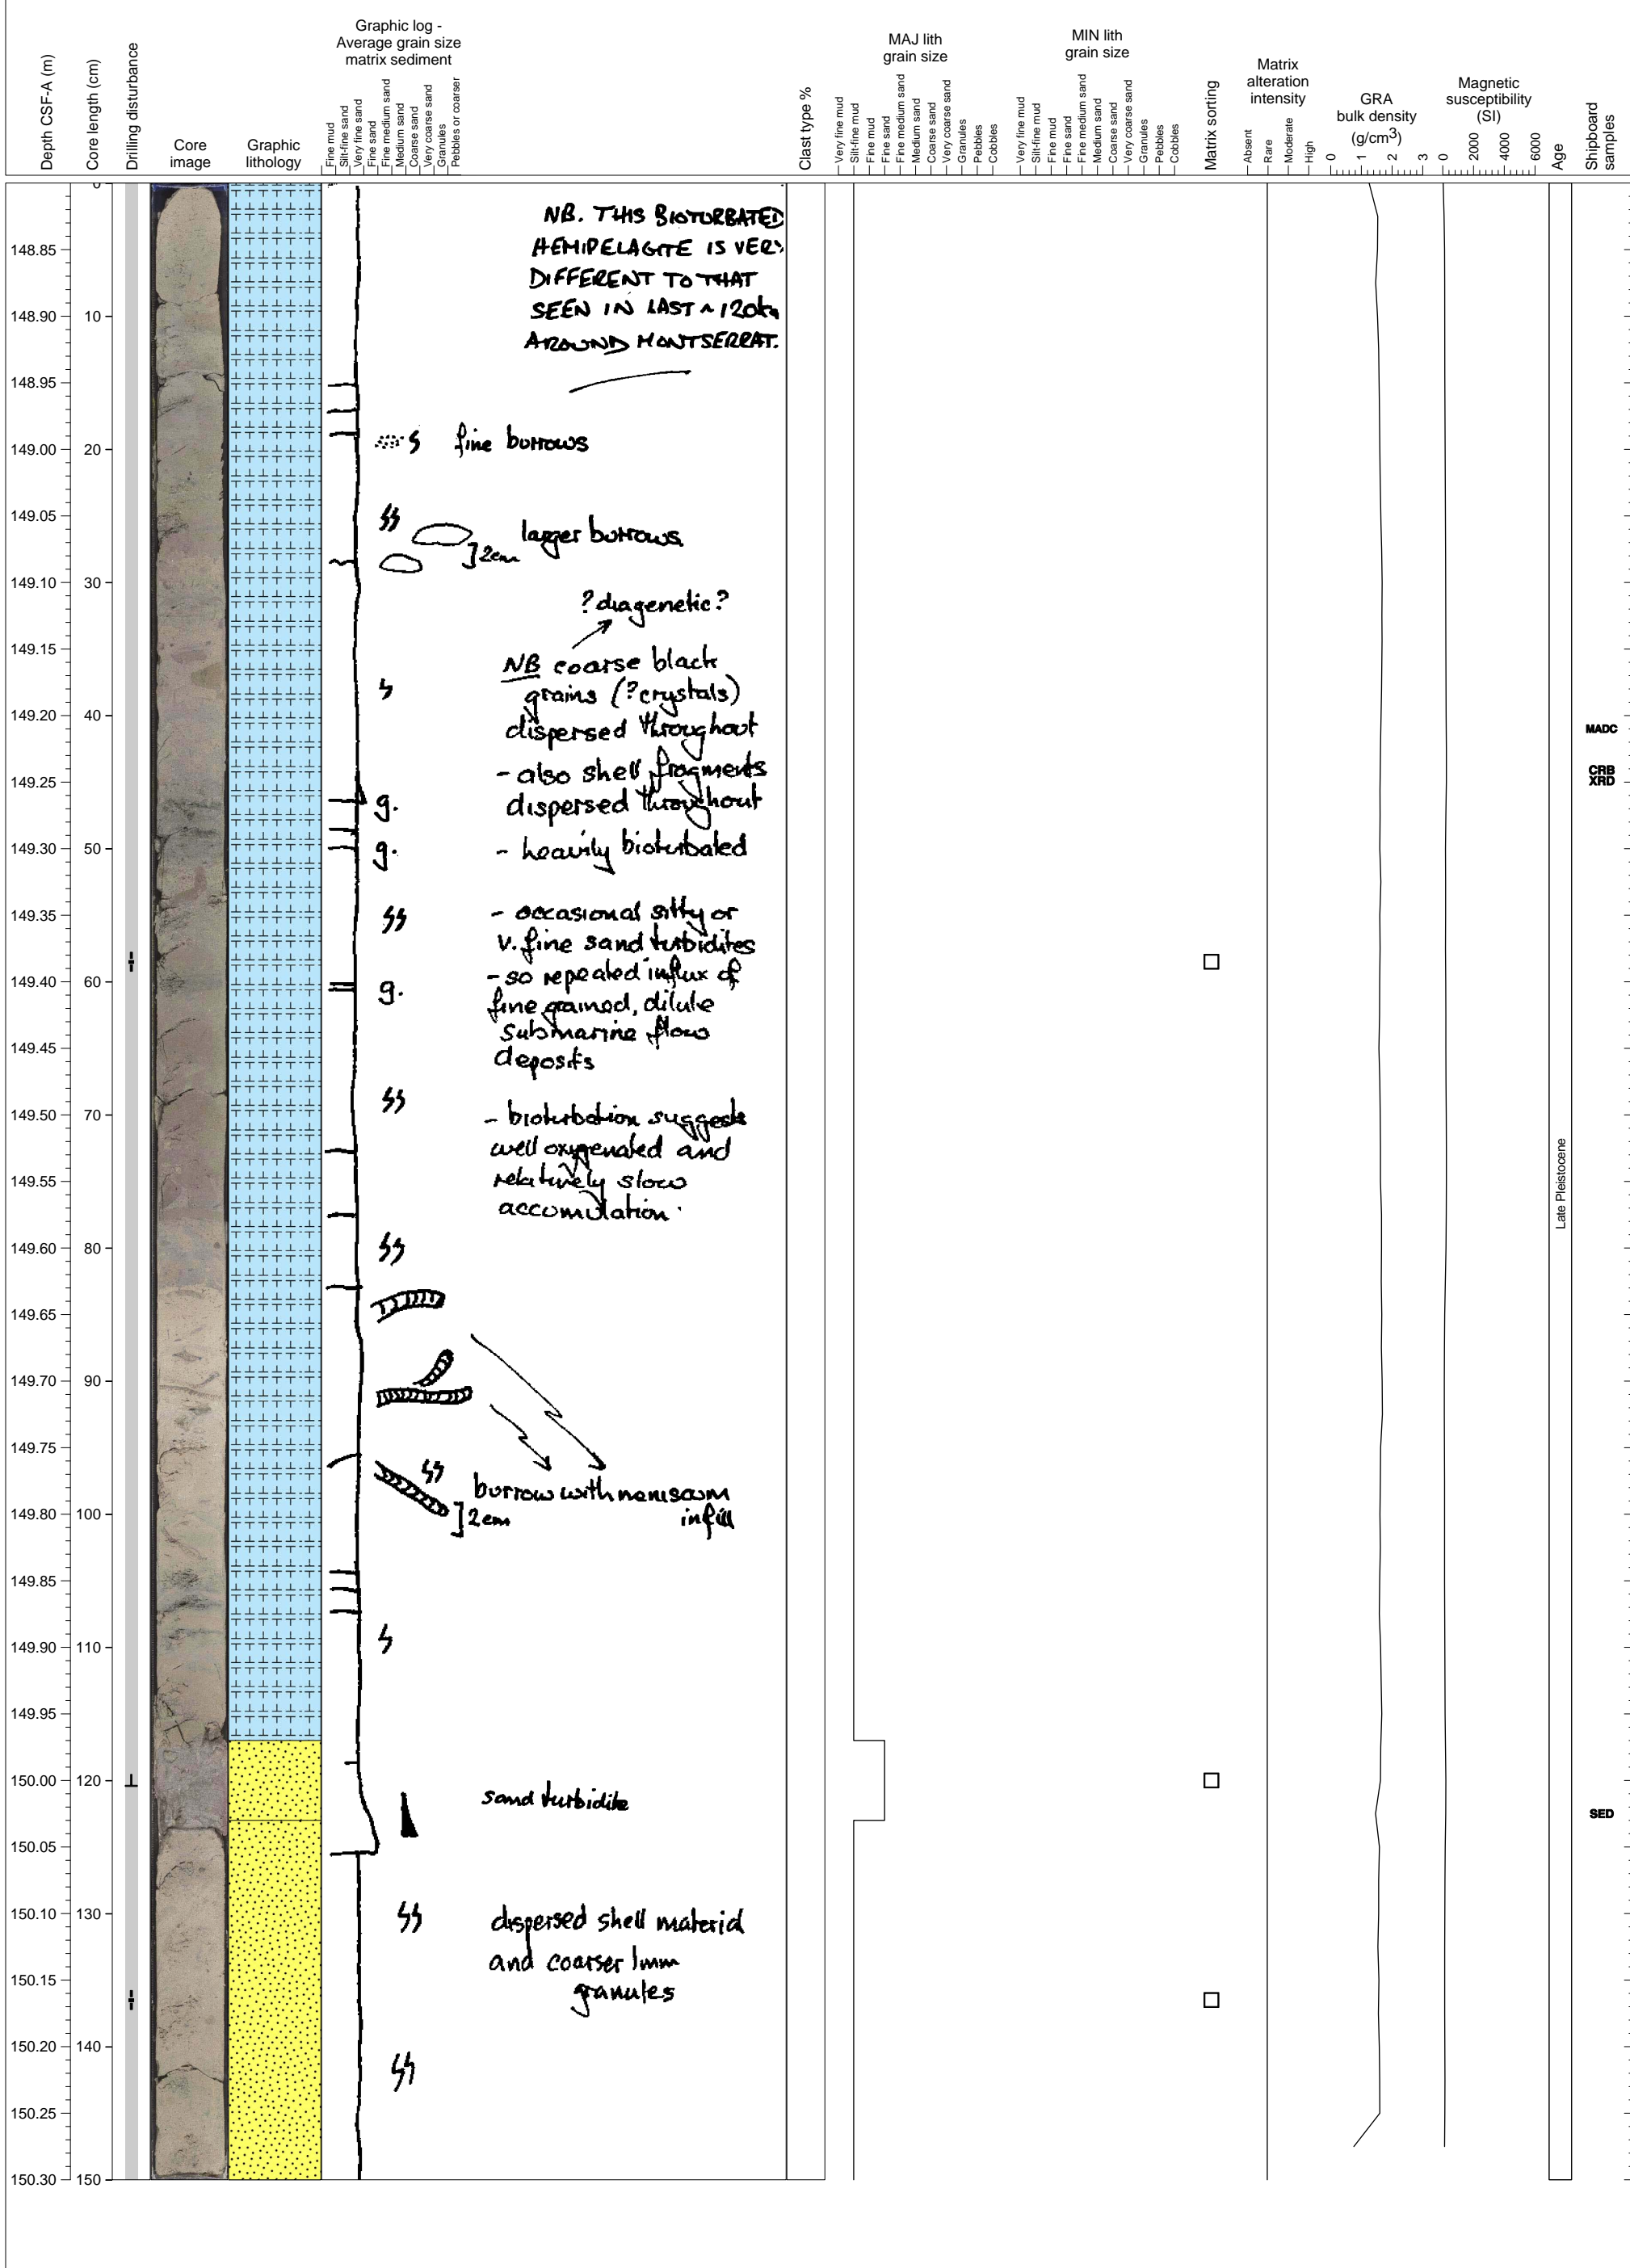 Graphic log -
Average grain size
matrix sediment
MAJ lith
grain size
MIN lith
grain size
Depth CSF-A (m)
Core length (cm)
Drilling disturbance
Core
image
Graphic
lithology
Fine mud
Silt-fine sand
Very fine sand
Fine sand
Fine medium sand
Medium sand
Coarse sand
Very coarse sand
Granules
Pebbles or coarser
Clast type %
Very fine mud
Silt-fine mud
Fine mud
Fine sand
Fine medium sand
Medium sand
Coarse sand
Very coarse sand
Granules
Pebbles
Cobbles
Very fine mud
Silt-fine mud
Fine mud
Fine sand
Fine medium sand
Medium sand
Coarse sand
Very coarse sand
Granules
Pebbles
Cobbles
Matrix sorting
Matrix
alteration
intensity
Absent
Rare
Moderate
High
GRA
bulk density
(g/cm3)
0 1 2 3
Magnetic
susceptibility
(SI)
0 2000 4000 6000
Age
Shipboard
samples
0
148.85
148.90 10
148.95
149.00 20
149.05
149.10 30
149.15
149.20 40
149.25
149.30 50
149.35
149.40 60
149.45
149.50 70
149.55
149.60 80
149.65
149.70 90
149.75
149.80 100
149.85
149.90 110
149.95
150.00 120
150.05
150.10 130
150.15
150.20 140
150.25
150.30 150
NB. THIS BIOTURBATED
HEMIPELAGITE IS VERY
DIFFERENT TO THAT
SEEN IN LAST ~120ka
AROUND MONTSERRAT.
fine burrows
larger burrows
2cm
?diagenetic?
NB coarse black
grains (?crystals)
dispersed throughout
- also shell fragments
dispersed throughout
g.
- heavily bioturbated
g.
- occasional silty or
v. fine sand turbidites
- so repeated influx of
fine grained, dilute
submarine flow
deposits
g.
- bioturbation suggests
well oxygenated and
relatively slow
accumulation.
burrow with meniscum
infill
2cm
sand turbidite
dispersed shell material
and coarser 1mm
granules
MADC
CRB
XRD
SED
Late Pleistocene